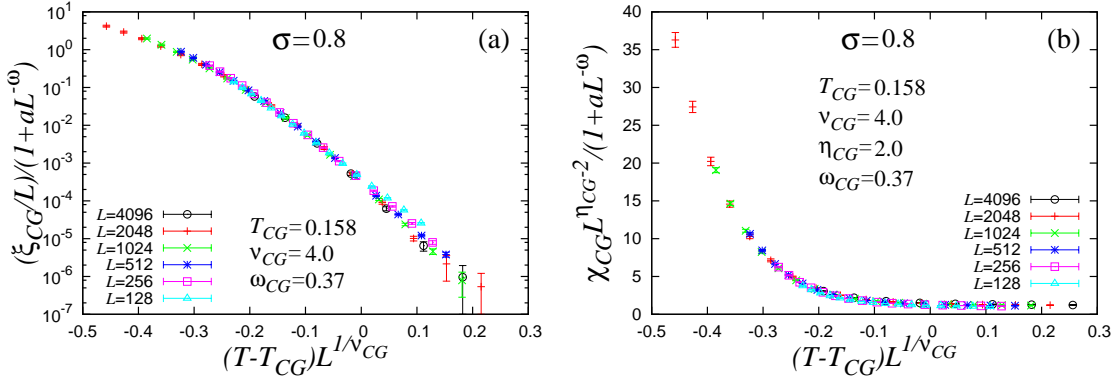 σ=0.8
(a)
(ξ_CG/L)/(1+aL^-ω)
10^1
10^0
10^-1
10^-2
10^-3
10^-4
10^-5
10^-6
10^-7
L=4096
L=2048
L=1024
L=512
L=256
L=128
T_CG=0.158
ν_CG=4.0
ω_CG=0.37
-0.5 -0.4 -0.3 -0.2 -0.1 0 0.1 0.2 0.3
(T-T_CG)L^1/ν_CG
σ=0.8
(b)
χ_CG L^η_CG-2/(1+aL^-ω)
40
35
30
25
20
15
10
5
0
T_CG=0.158
ν_CG=4.0
η_CG=2.0
ω_CG=0.37
L=4096
L=2048
L=1024
L=512
L=256
L=128
-0.5 -0.4 -0.3 -0.2 -0.1 0 0.1 0.2 0.3
(T-T_CG)L^1/ν_CG